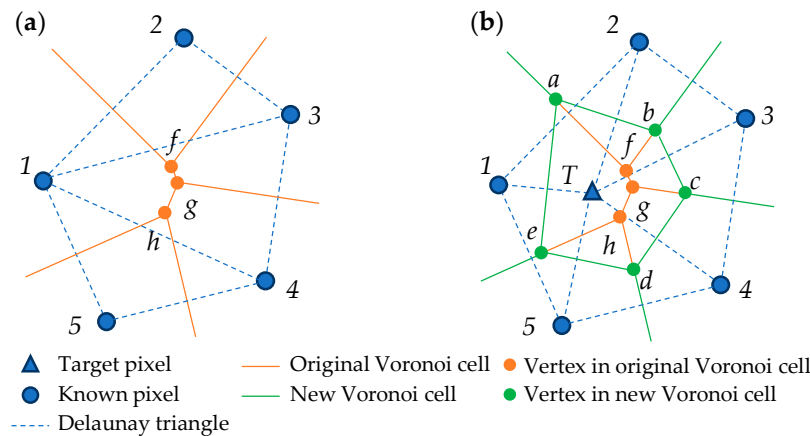 (a)
2
3
f
1
g
h
4
5
(b)
2
a
b
3
f
1
T
c
g
e
h
d
4
5
Target pixel
Original Voronoi cell
Vertex in original Voronoi cell
Known pixel
New Voronoi cell
Vertex in new Voronoi cell
Delaunay triangle